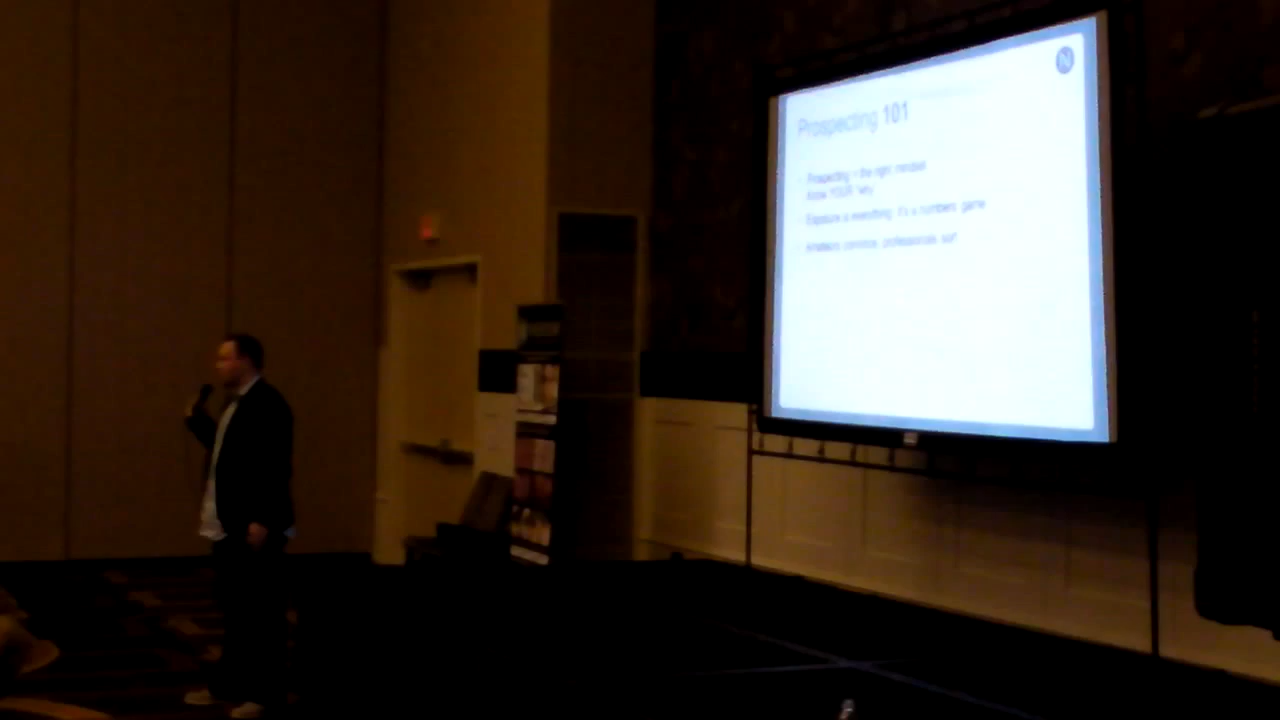 N
Prospecting 101
Prospecting - the right mindset
Know YOUR "why"
Exposure is everything it's a numbers game
Amateurs convince, professionals sort